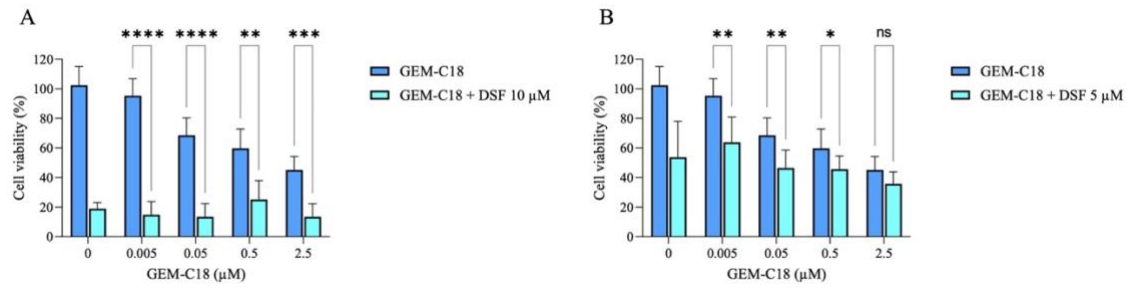 A
**** **** ** ***
120
100
80
60
40
20
0
Cell viability (%)
0 0.005 0.05 0.5 2.5
GEM-C18 (µM)
GEM-C18
GEM-C18 + DSF 10 µM
B
** ** * ns
120
100
80
60
40
20
0
Cell viability (%)
0 0.005 0.05 0.5 2.5
GEM-C18 (µM)
GEM-C18
GEM-C18 + DSF 5 µM